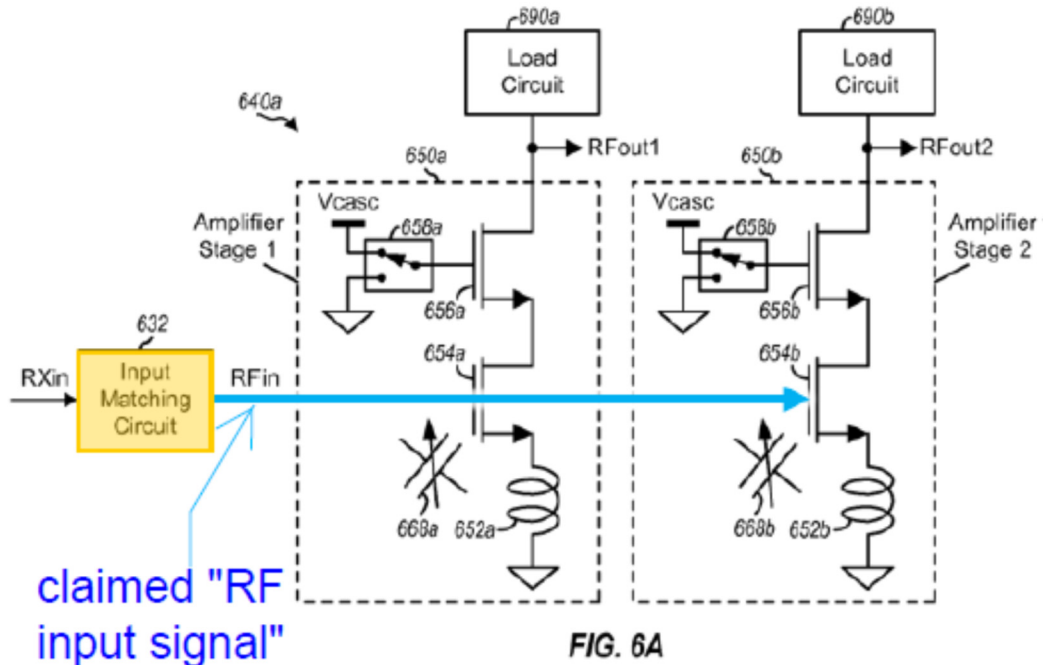 690a
690b
Load
Circuit
Load
Circuit
640a
RFout1
RFout2
650a
650b
Vcasc
Vcasc
658a
658b
Amplifier
Stage 1
Amplifier
Stage 2
656a
656b
632
654a
654b
RXin
Input
Matching
Circuit
RFin
668a
652a
668b
652b
claimed "RF
input signal"
FIG. 6A